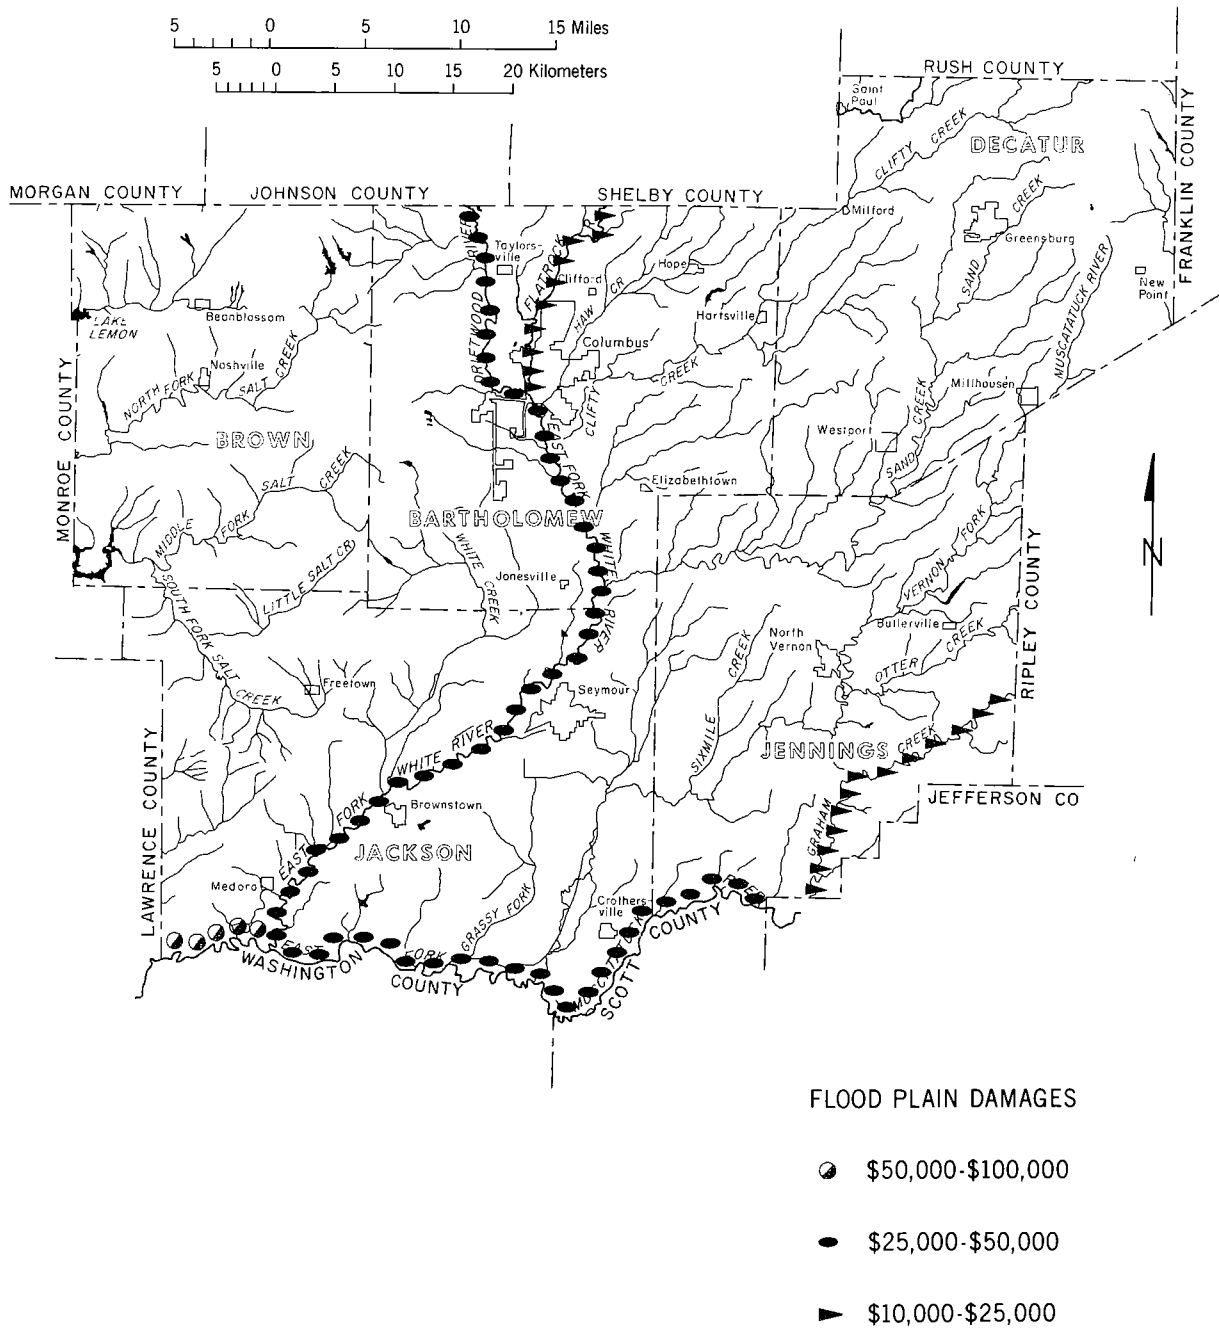 5 0 5 10 15 Miles
5 0 5 10 15 20 Kilometers
RUSH COUNTY
Saint
Paul
CLIFTY CREEK
DECATUR
FRANKLIN COUNTY
MORGAN COUNTY
JOHNSON COUNTY
SHELBY COUNTY
Milford
SAND CREEK
Greensburg
MUSCATATUCK RIVER
New
Point
DRIFTWOOD RIVER
Taylors-
ville
FLATROCK R
Clifford
Hope
HAW CR
Hartsville
LAKE
LEMON
Beanblossom
Columbus
Nashville
NORTH FORK SALT CREEK
CLIFTY CREEK
Millhousen
MONROE COUNTY
BROWN
Westport
SAND CREEK
SALT CREEK
MIDDLE FORK
EAST FORK WHITE RIVER
Elizabethtown
BARTHOLOMEW
WHITE CREEK
VERNON FORK
RIPLEY COUNTY
LITTLE SALT CR
Jonesville
SOUTH FORK SALT CREEK
Butlerville
North
Vernon
OTTER CREEK
Freetown
Seymour
SIXMILE CREEK
LAWRENCE COUNTY
EAST FORK WHITE RIVER
JENNINGS
GRAHAM CREEK
JEFFERSON CO
Brownstown
JACKSON
Medora
GRASSY FORK
Crothers-
ville
MUSCATATUCK RIVER
EAST FORK
WASHINGTON COUNTY
SCOTT COUNTY
N
FLOOD PLAIN DAMAGES
$50,000-$100,000
$25,000-$50,000
$10,000-$25,000